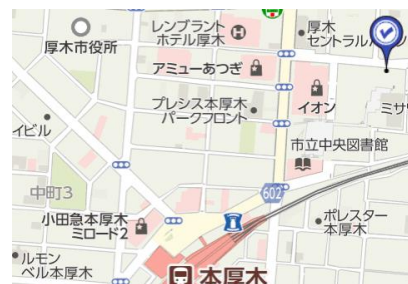 レンブラント
ホテル厚木
厚木
セントラル
厚木市役所
アミューあつぎ
プレシス本厚木
パークフロント
イオン
ミサワ
イビル
市立中央図書館
中町3
602
小田急本厚木
ミロード2
ポレスター
本厚木
ルモン
ベル本厚木
本厚木